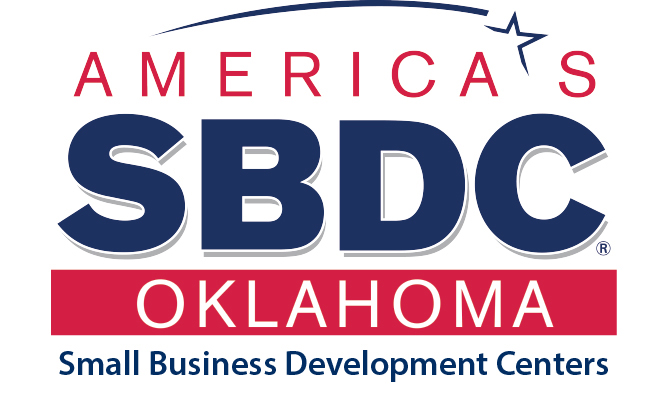 AMERICA'S
SBDC®
OKLAHOMA
Small Business Development Centers